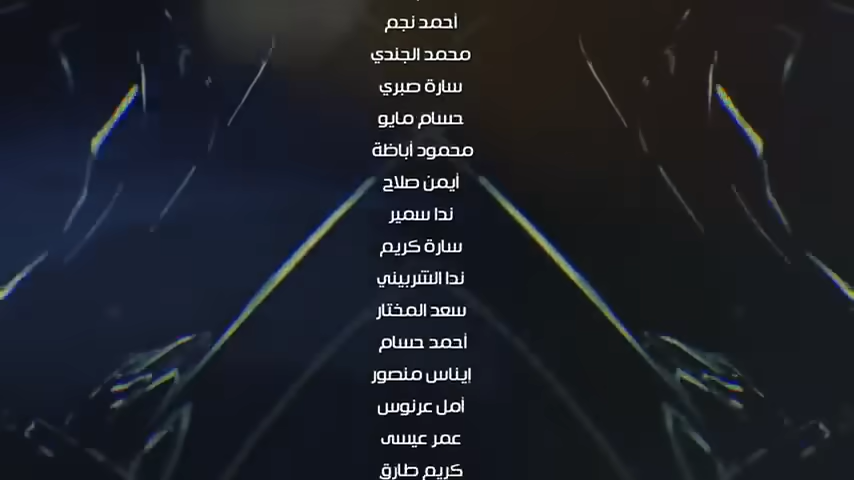 أحمد نجم
محمد الجندي
سارة صبري
حسام مايو
محمود أباظة
أيمن صلاح
ندا سمير
سارة كريم
ندا الشربيني
سعد المختار
أحمد حسام
إيناس منصور
أمل عرنوس
عمر عيسى
كريم طارق